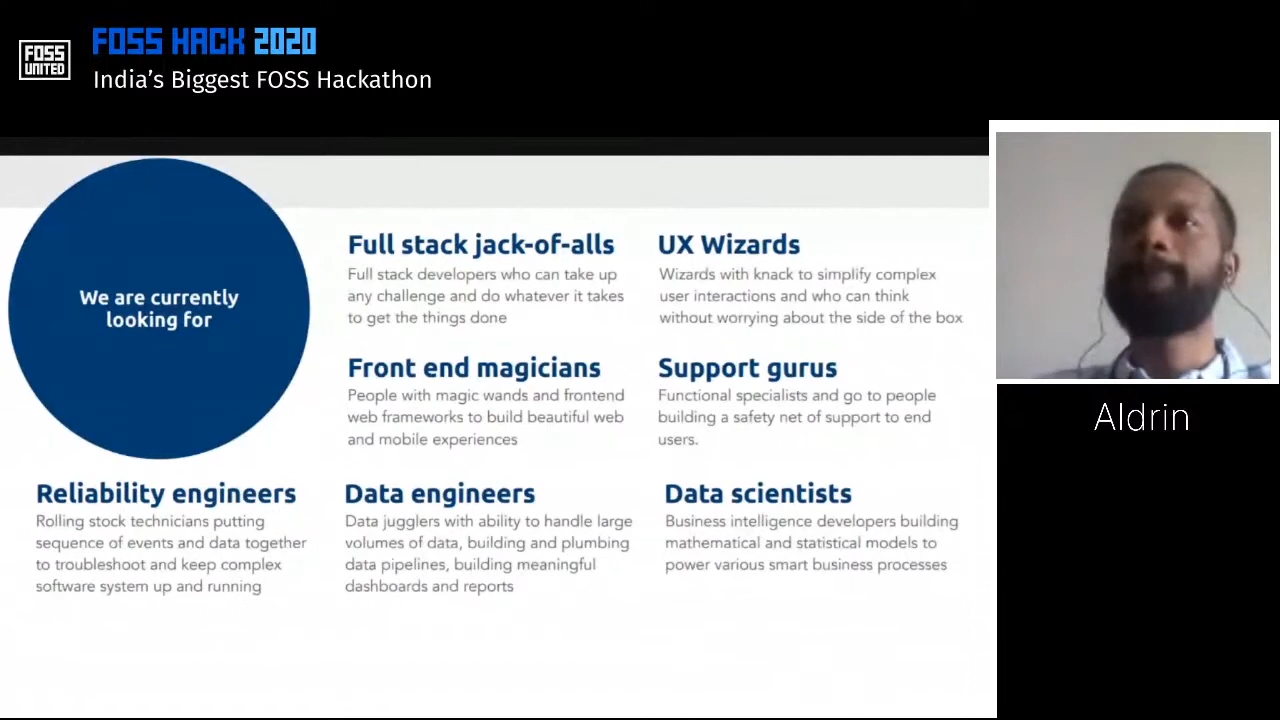 FOSS
UNITED
FOSS HACK 2020
India's Biggest FOSS Hackathon
We are currently
looking for
Full stack jack-of-alls
Full stack developers who can take up
any challenge and do whatever it takes
to get the things done
UX Wizards
Wizards with knack to simplify complex
user interactions and who can think
without worrying about the side of the box
Front end magicians
People with magic wands and frontend
web frameworks to build beautiful web
and mobile experiences
Support gurus
Functional specialists and go to people
building a safety net of support to end
users.
Reliability engineers
Rolling stock technicians putting
sequence of events and data together
to troubleshoot and keep complex
software system up and running
Data engineers
Data jugglers with ability to handle large
volumes of data, building and plumbing
data pipelines, building meaningful
dashboards and reports
Data scientists
Business intelligence developers building
mathematical and statistical models to
power various smart business processes
Aldrin